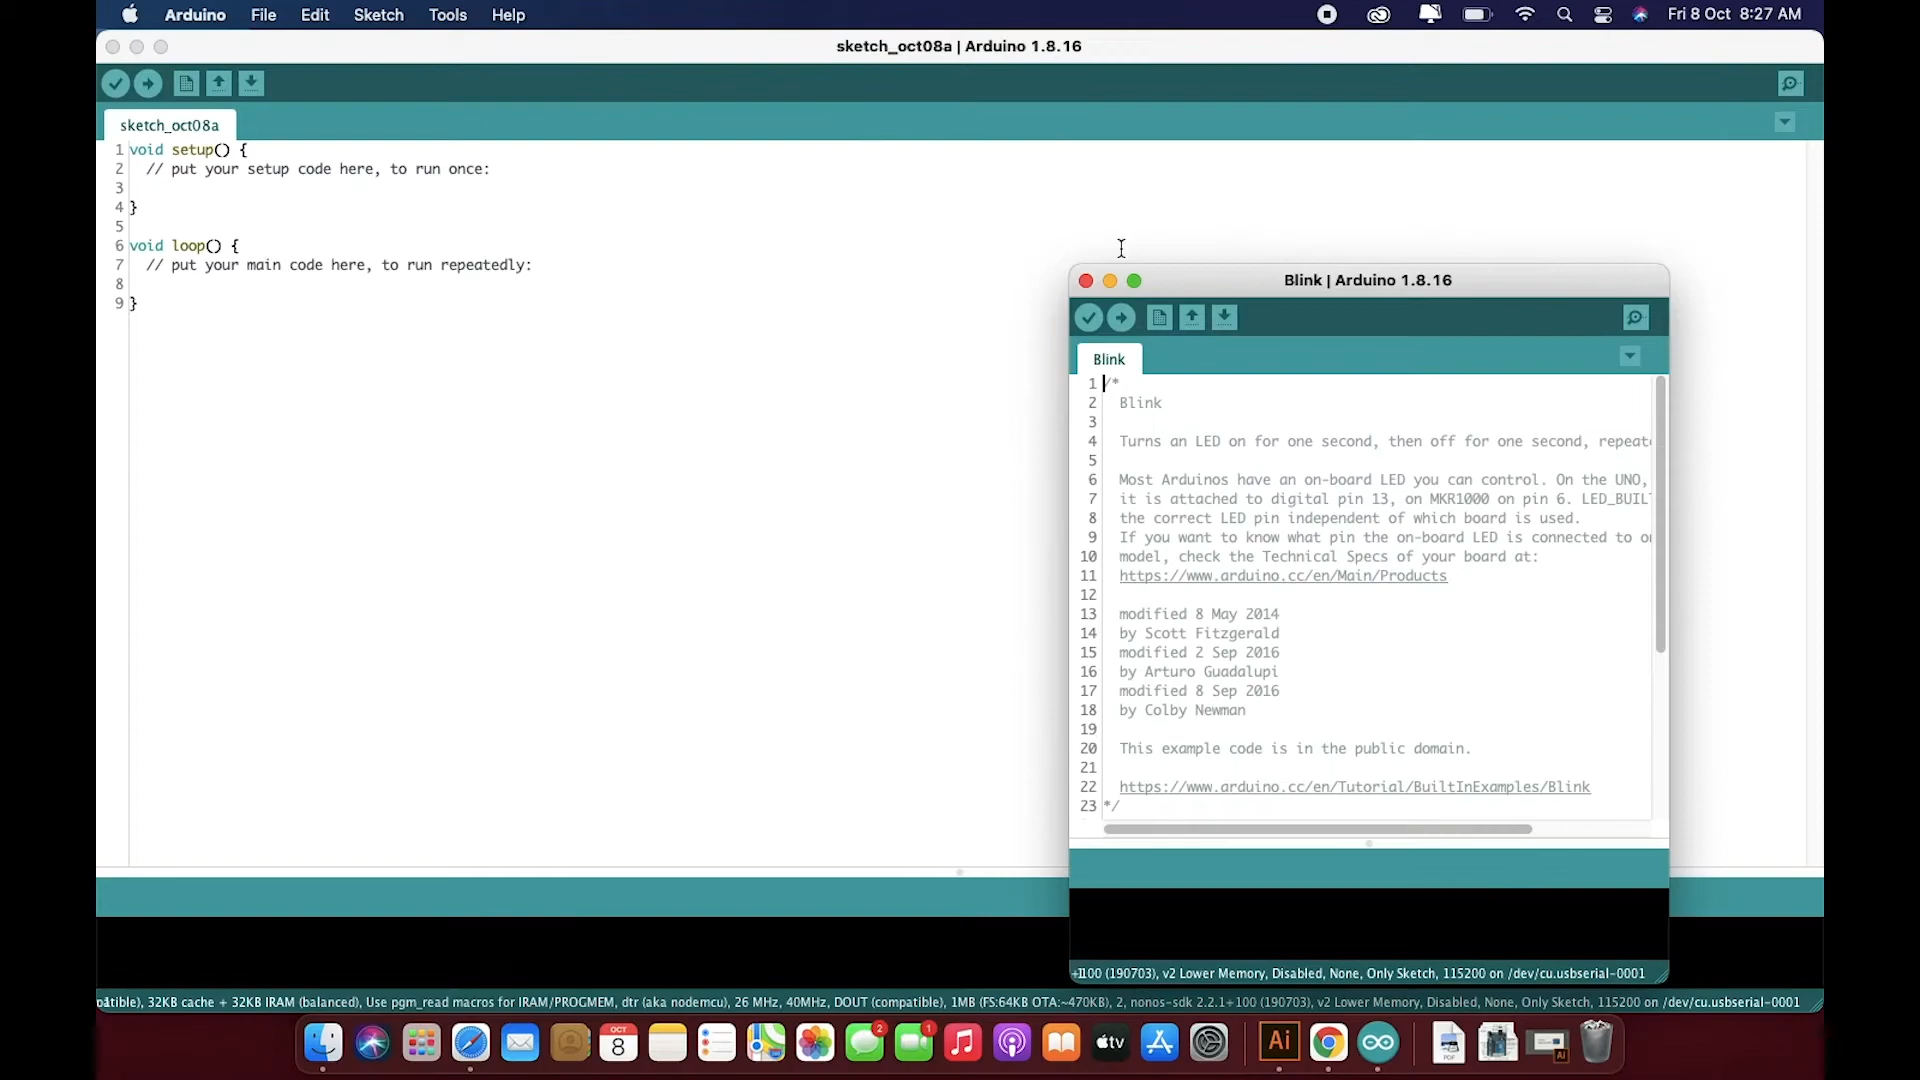 Arduino File Edit Sketch Tools Help Fri 8 Oct 8:27 AM
sketch_oct08a | Arduino 1.8.16
sketch_oct08a
1 void setup() {
2 // put your setup code here, to run once:
3
4 }
5
6 void loop() {
7 // put your main code here, to run repeatedly:
8
9 }
Blink | Arduino 1.8.16
Blink
1 /*
2 Blink
3
4 Turns an LED on for one second, then off for one second, repeat
5
6 Most Arduinos have an on-board LED you can control. On the UNO,
7 it is attached to digital pin 13, on MKR1000 on pin 6. LED_BUIL
8 the correct LED pin independent of which board is used.
9 If you want to know what pin the on-board LED is connected to o
10 model, check the Technical Specs of your board at:
11 https://www.arduino.cc/en/Main/Products
12
13 modified 8 May 2014
14 by Scott Fitzgerald
15 modified 2 Sep 2016
16 by Arturo Guadalupi
17 modified 8 Sep 2016
18 by Colby Newman
19
20 This example code is in the public domain.
21
22 https://www.arduino.cc/en/Tutorial/BuiltInExamples/Blink
23 */
100 (190703), v2 Lower Memory, Disabled, None, Only Sketch, 115200 on /dev/cu.usbserial-0001
32KB cache + 32KB IRAM (balanced), Use pgm_read macros for IRAM/PROGMEM, dtr (aka nodemcu), 26 MHz, 40MHz, DOUT (compatible), 1MB (FS:64KB OTA:~470KB), 2, nonos-sdk 2.2.1+100 (190703), v2 Lower Memory, Disabled, None, Only Sketch, 115200 on /dev/cu.usbserial-0001
OCT
8
2
1
tv
Ai
PDF
Ai